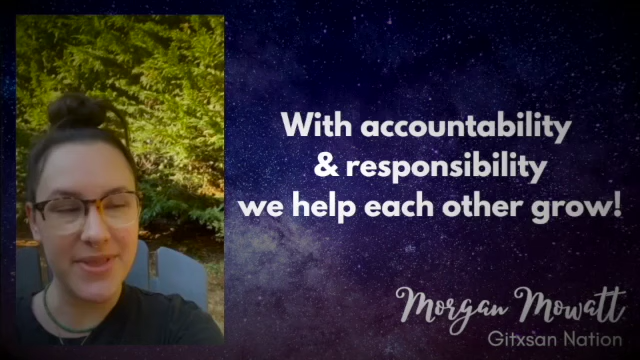 With accountability
& responsibility
we help each other grow!
Morgan Mowatt
Gitxsan Nation